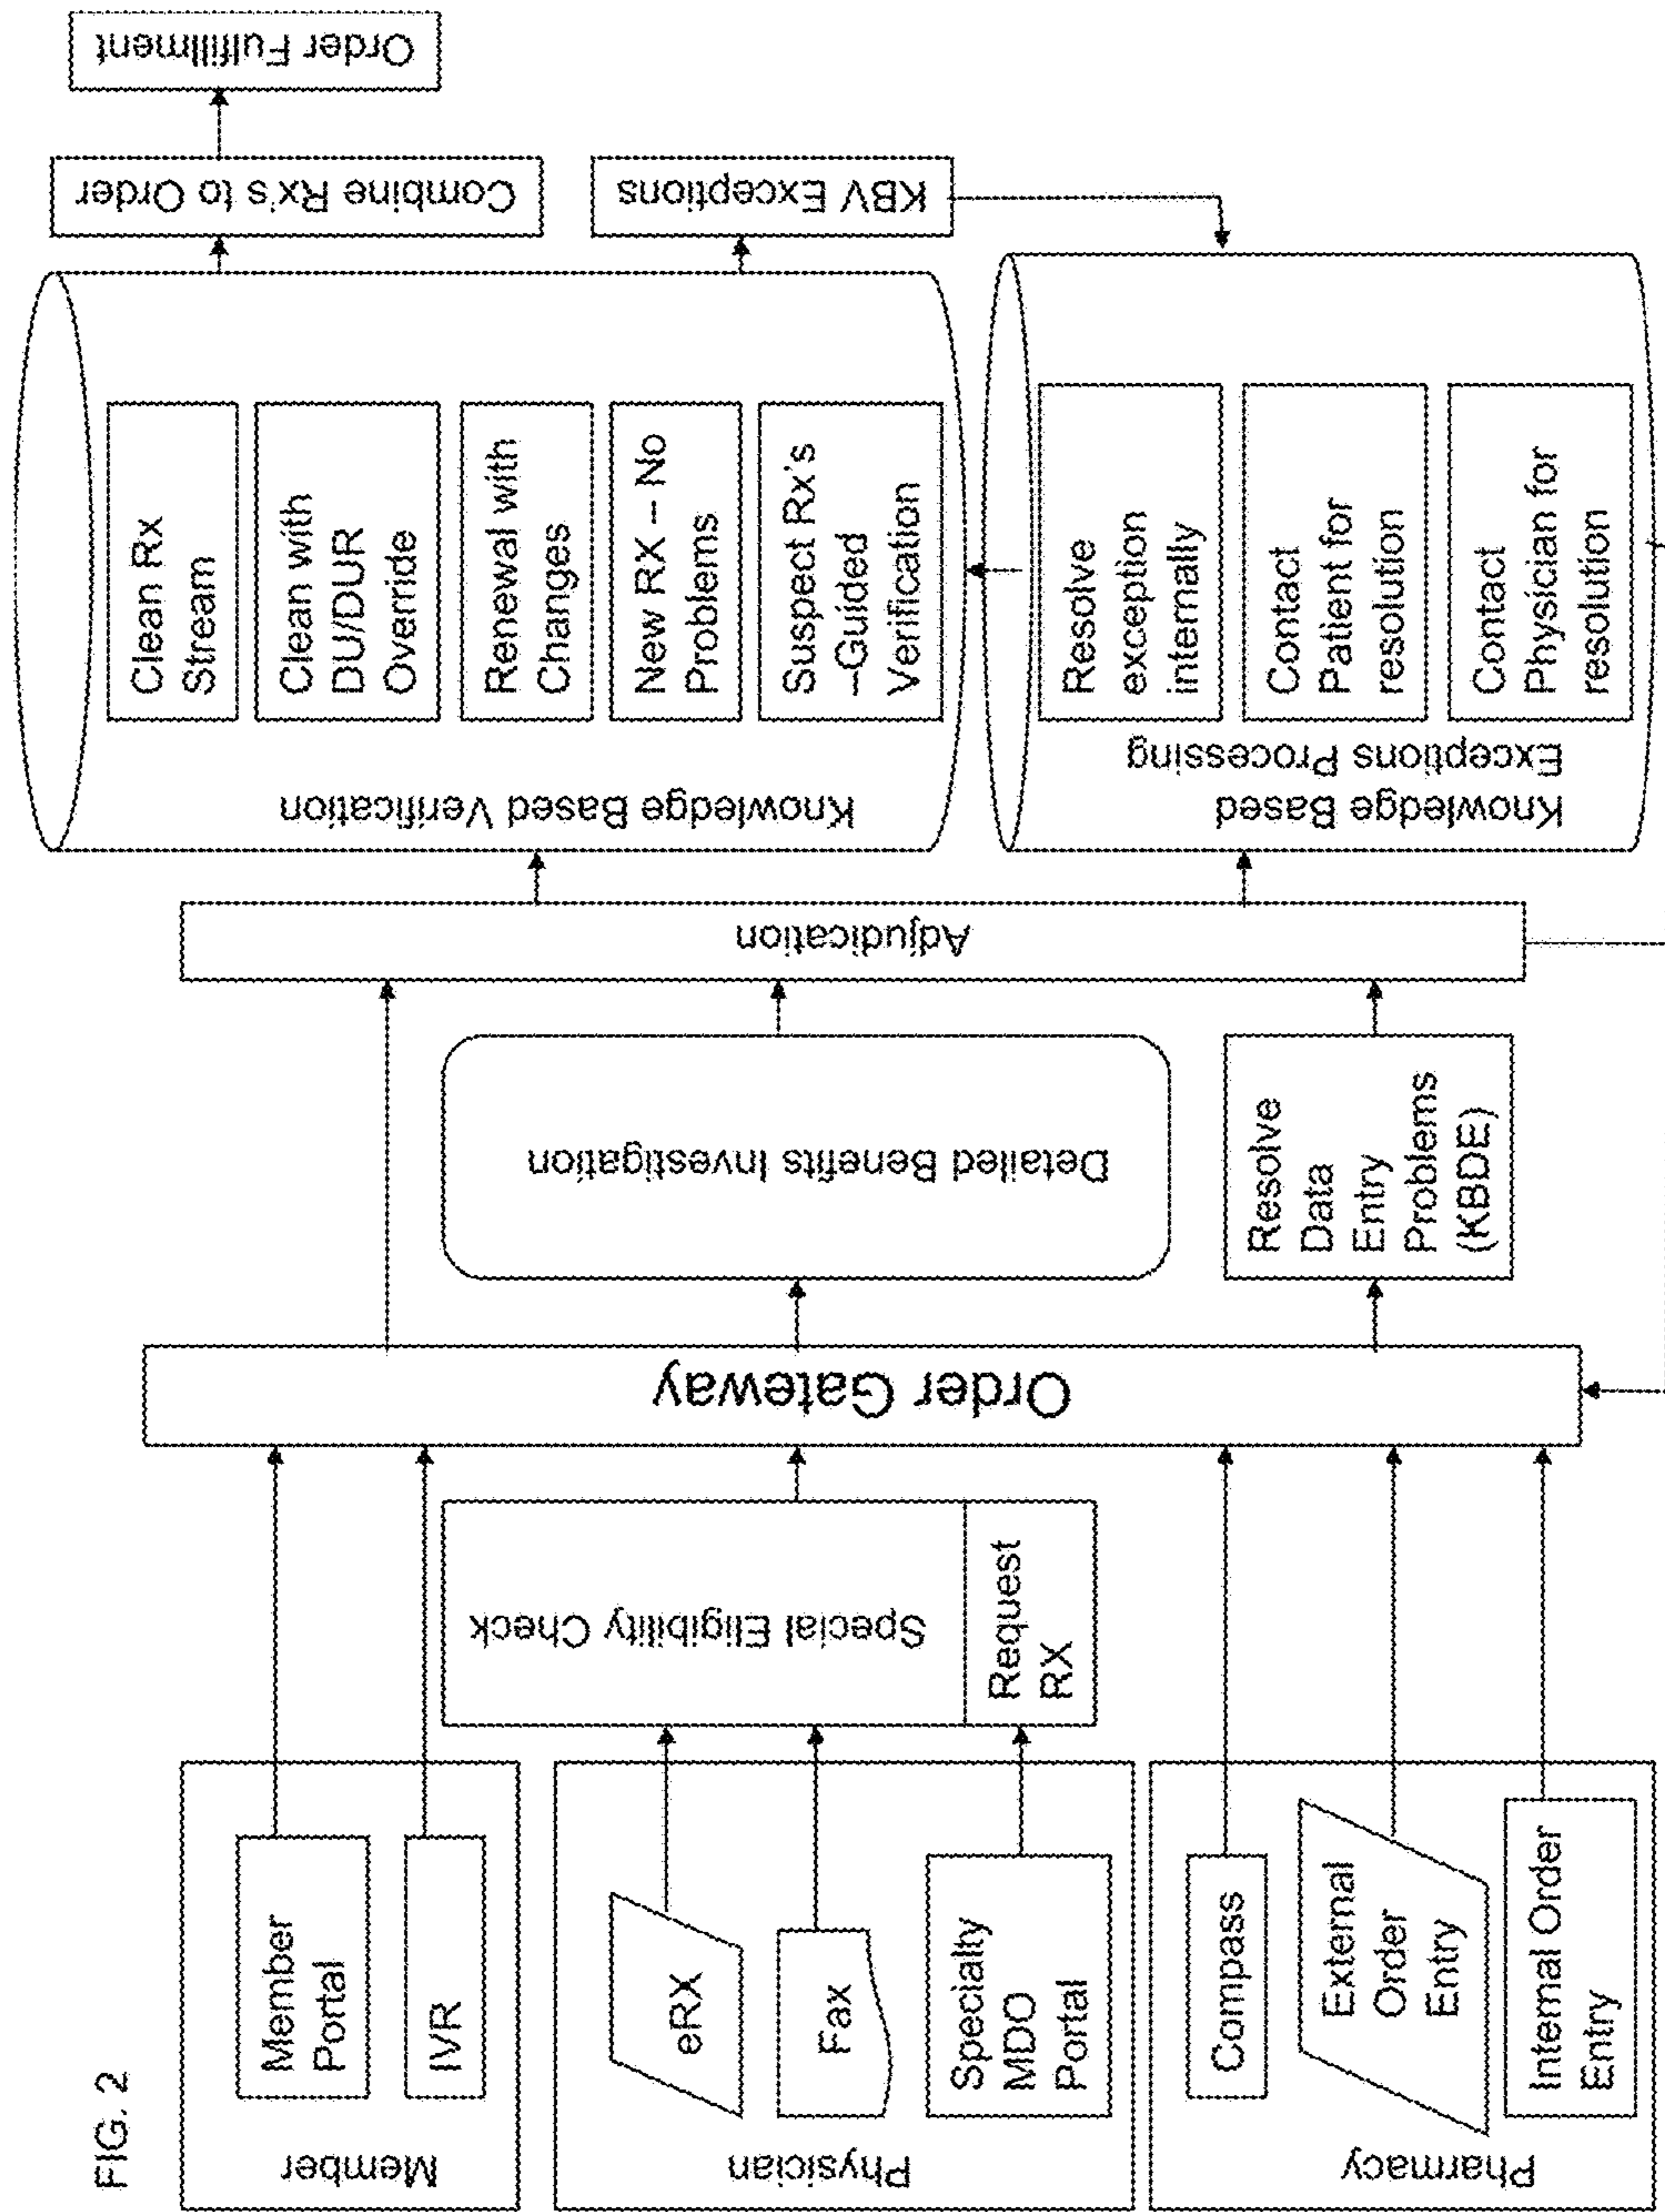 FIG. 2
Member
Member
Portal
IVR
Physician
eRX
Fax
Specialty
MDO
Portal
Pharmacy
Compass
External
Order
Entry
Internal Order
Entry
Special Eligibility Check
Request
RX
Order Gateway
Detailed Benefits Investigation
Resolve
Data
Entry
Problems
(KBDE)
Adjudication
Knowledge Based Verification
Clean Rx
Stream
Clean with
DU/DUR
Override
Renewal with
Changes
New RX – No
Problems
Suspect Rx's
–Guided
Verification
Knowledge Based
Exceptions Processing
Resolve
exception
internally
Contact
Patient for
resolution
Contact
Physician for
resolution
Combine Rx's to Order
KBV Exceptions
Order Fulfillment